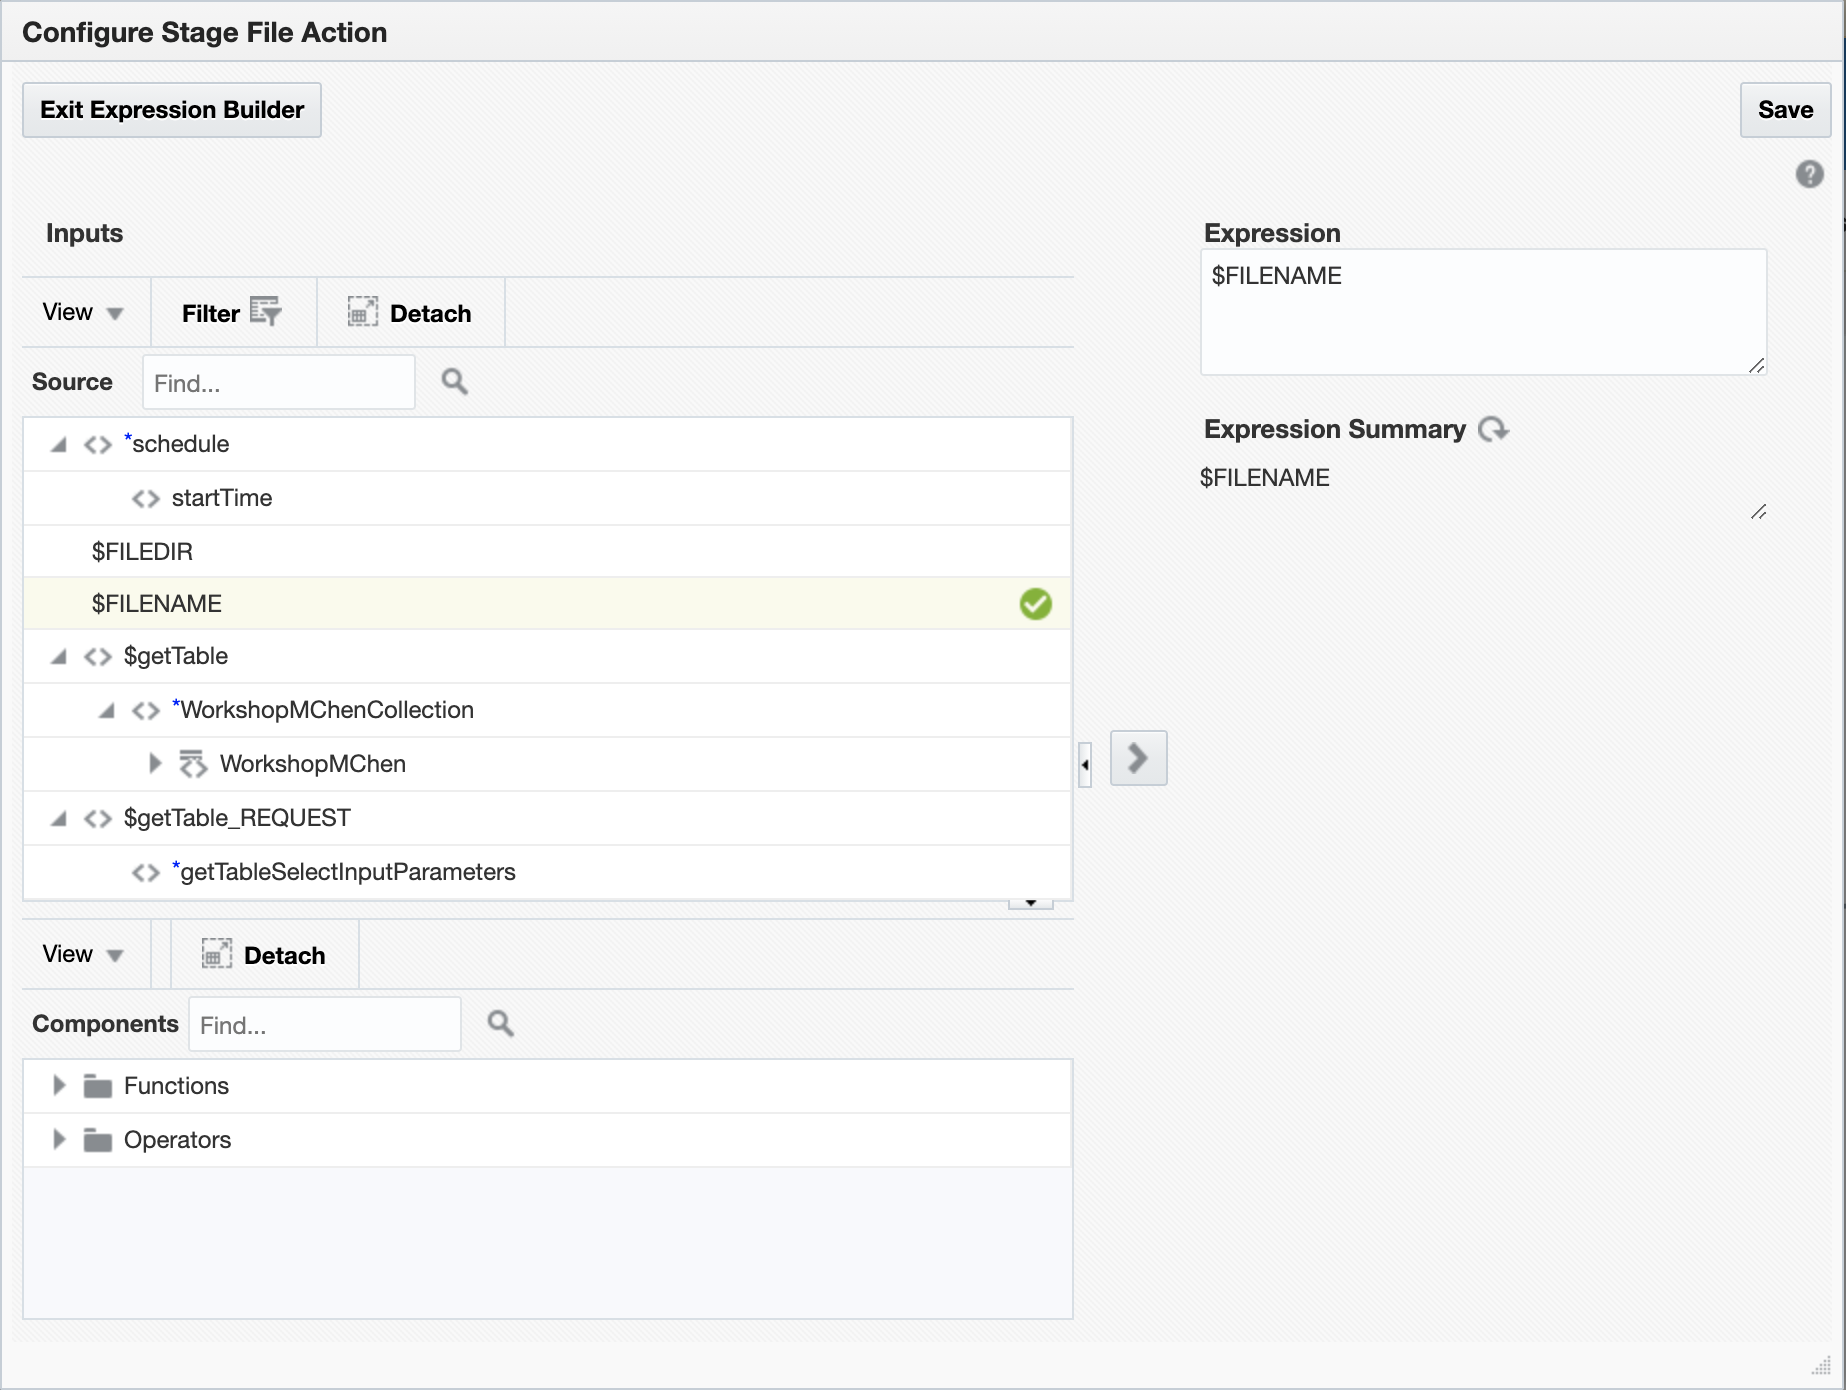 Configure Stage File Action
Exit Expression Builder
Save
Inputs
View
Filter
Detach
Source
Find...
*schedule
startTime
$FILEDIR
$FILENAME
$getTable
*WorkshopMChenCollection
WorkshopMChen
$getTable_REQUEST
*getTableSelectInputParameters
View
Detach
Components
Find...
Functions
Operators
Expression
$FILENAME
Expression Summary
$FILENAME